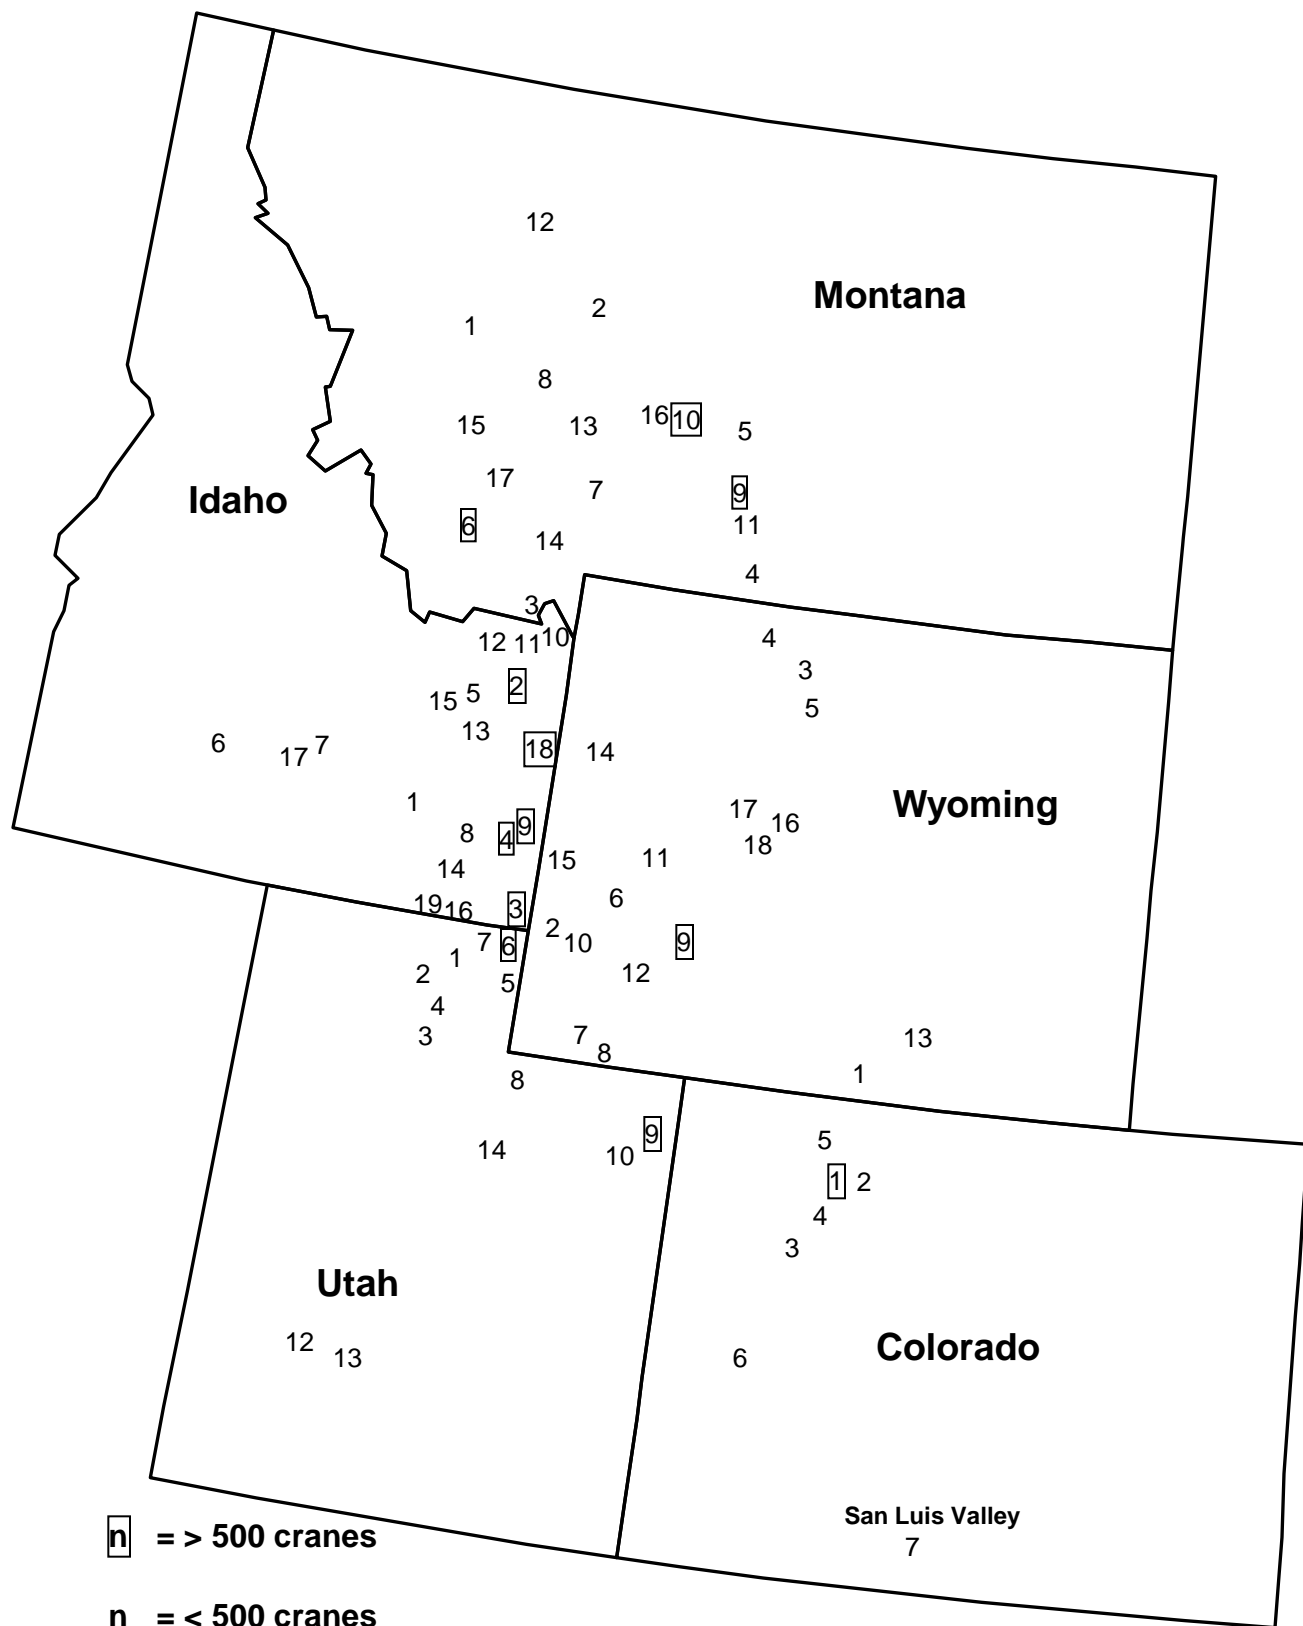 12
Montana
2
1
8
16 10
15 13 5
17 7 9
Idaho
6 11
14
4
3
12 11 10 4
3
15 5 2 5
13
6 17 7 18 14
1 17 Wyoming
16
8 4 9 18
15 11
14
6
19 16 3
2 10 9
7 6
1
2 5 12
4
3 7 13
8
8 1
9 5
14 10
1 2
4
3
Utah
12 Colorado
13 6
San Luis Valley
7
n = > 500 cranes
n = < 500 cranes